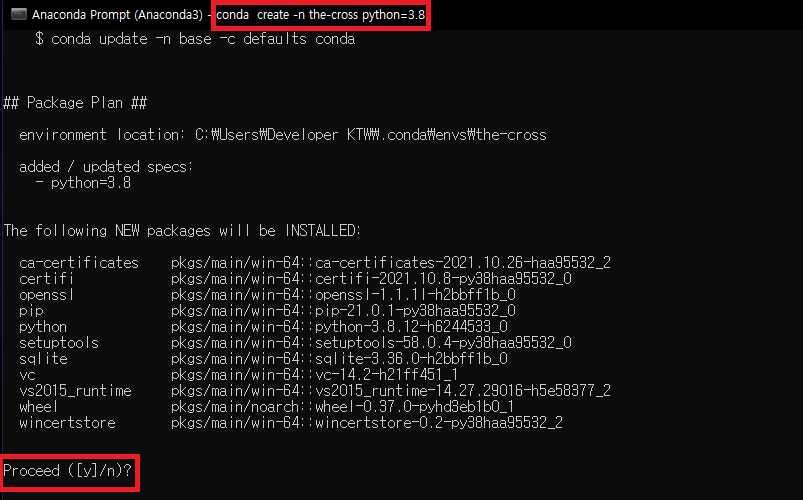 Anaconda Prompt (Anaconda3) - conda  create -n the-cross python=3.8
$ conda update -n base -c defaults conda
## Package Plan ##
environment location: C:₩Users₩Developer KTW₩.conda₩envs₩the-cross
added / updated specs:
- python=3.8
The following NEW packages will be INSTALLED:
ca-certificates    pkgs/main/win-64::ca-certificates-2021.10.26-haa95532_2
certifi            pkgs/main/win-64::certifi-2021.10.8-py38haa95532_0
openssl            pkgs/main/win-64::openssl-1.1.1l-h2bbff1b_0
pip                pkgs/main/win-64::pip-21.0.1-py38haa95532_0
python             pkgs/main/win-64::python-3.8.12-h6244533_0
setuptools         pkgs/main/win-64::setuptools-58.0.4-py38haa95532_0
sqlite             pkgs/main/win-64::sqlite-3.36.0-h2bbff1b_0
vc                 pkgs/main/win-64::vc-14.2-h21ff451_1
vs2015_runtime     pkgs/main/win-64::vs2015_runtime-14.27.29016-h5e58377_2
wheel              pkgs/main/noarch::wheel-0.37.0-pyhd3eb1b0_1
wincertstore       pkgs/main/win-64::wincertstore-0.2-py38haa95532_2
Proceed ([y]/n)?